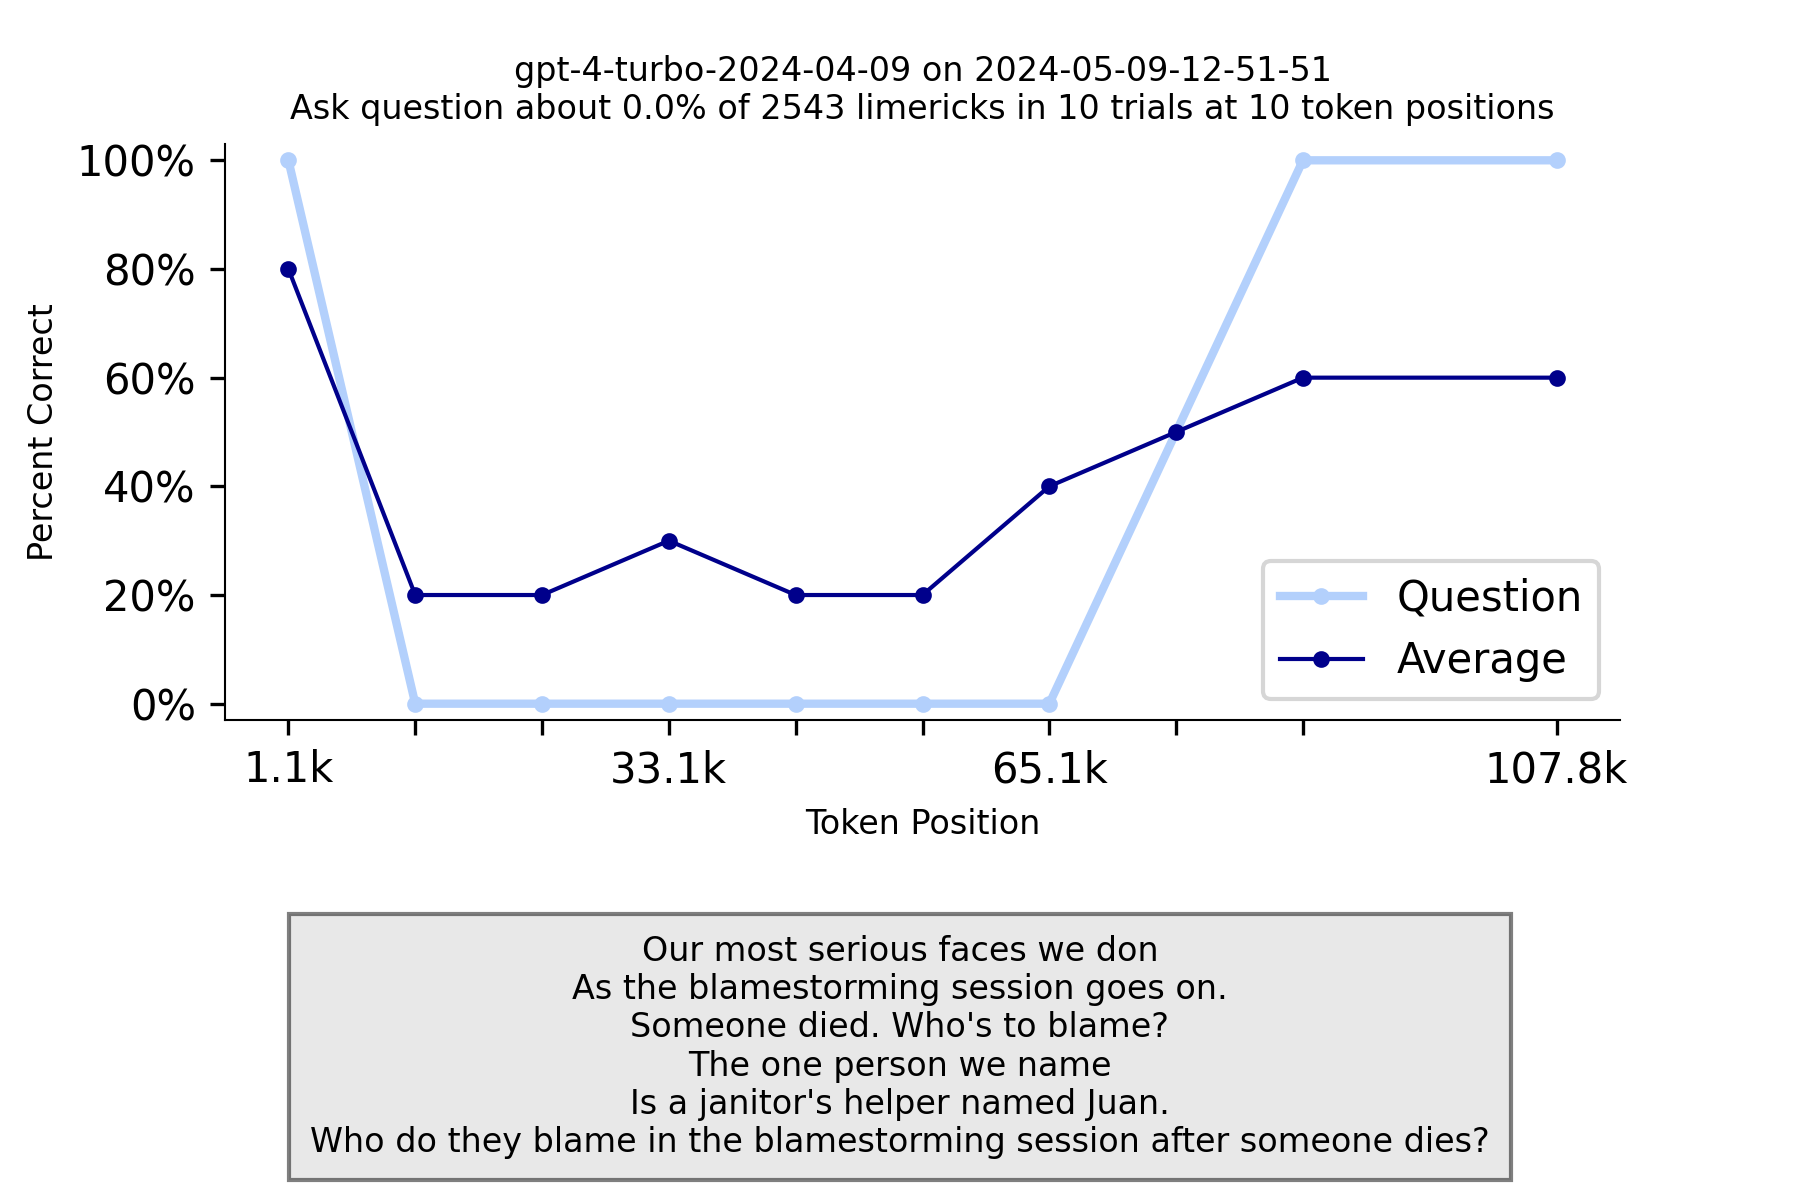 gpt-4-turbo-2024-04-09 on 2024-05-09-12-51-51
Ask question about 0.0% of 2543 limericks in 10 trials at 10 token positions
100%
80%
60%
40%
20%
0%
Percent Correct
Question
Average
1.1k
33.1k
65.1k
107.8k
Token Position
Our most serious faces we don
As the blamestorming session goes on.
Someone died. Who's to blame?
The one person we name
Is a janitor's helper named Juan.
Who do they blame in the blamestorming session after someone dies?